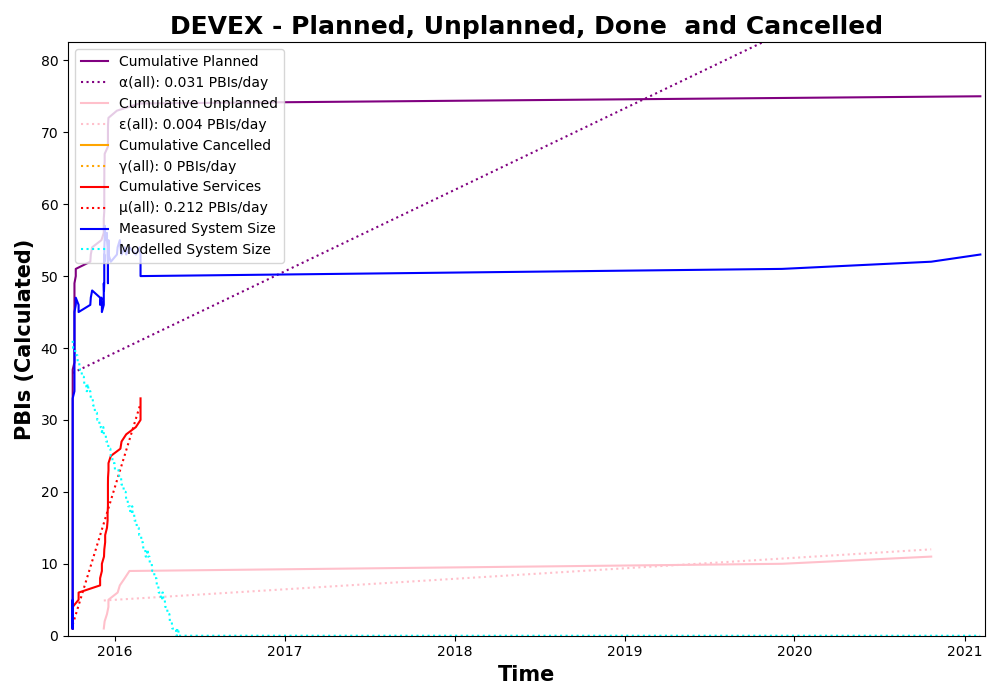 DEVEX - Planned, Unplanned, Done  and Cancelled
PBIs (Calculated)
80
70
60
50
40
30
20
10
0
Cumulative Planned
α(all): 0.031 PBIs/day
Cumulative Unplanned
ε(all): 0.004 PBIs/day
Cumulative Cancelled
γ(all): 0 PBIs/day
Cumulative Services
μ(all): 0.212 PBIs/day
Measured System Size
Modelled System Size
2016 2017 2018 2019 2020 2021
Time